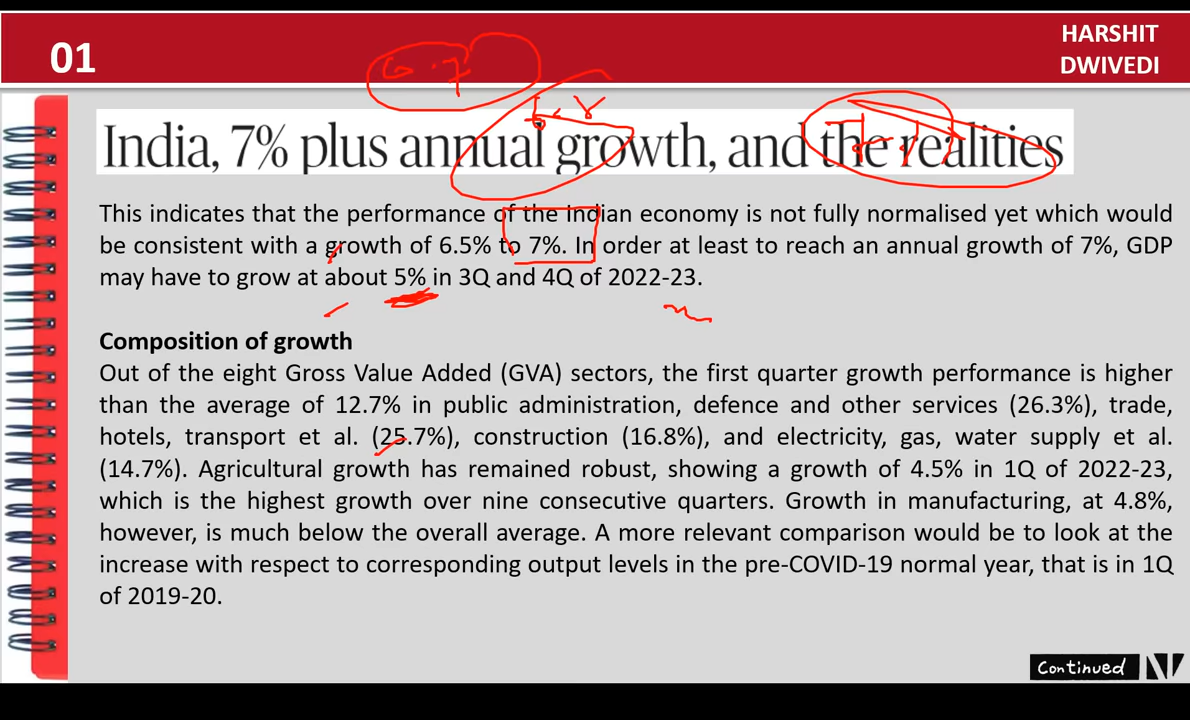 01
HARSHIT
DWIVEDI
India, 7% plus annual growth, and the realities
This indicates that the performance of the Indian economy is not fully normalised yet which would
be consistent with a growth of 6.5% to 7%. In order at least to reach an annual growth of 7%, GDP
may have to grow at about 5% in 3Q and 4Q of 2022-23.
Composition of growth
Out of the eight Gross Value Added (GVA) sectors, the first quarter growth performance is higher
than the average of 12.7% in public administration, defence and other services (26.3%), trade,
hotels, transport et al. (25.7%), construction (16.8%), and electricity, gas, water supply et al.
(14.7%). Agricultural growth has remained robust, showing a growth of 4.5% in 1Q of 2022-23,
which is the highest growth over nine consecutive quarters. Growth in manufacturing, at 4.8%,
however, is much below the overall average. A more relevant comparison would be to look at the
increase with respect to corresponding output levels in the pre-COVID-19 normal year, that is in 1Q
of 2019-20.
Continued